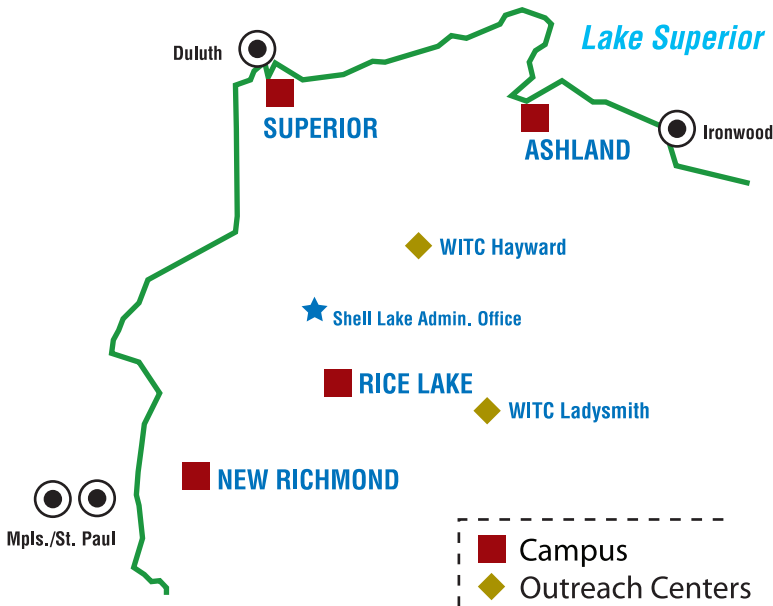 Lake Superior
Duluth
SUPERIOR
ASHLAND
Ironwood
WITC Hayward
Shell Lake Admin. Office
RICE LAKE
WITC Ladysmith
NEW RICHMOND
Mpls./St. Paul
Campus
Outreach Centers